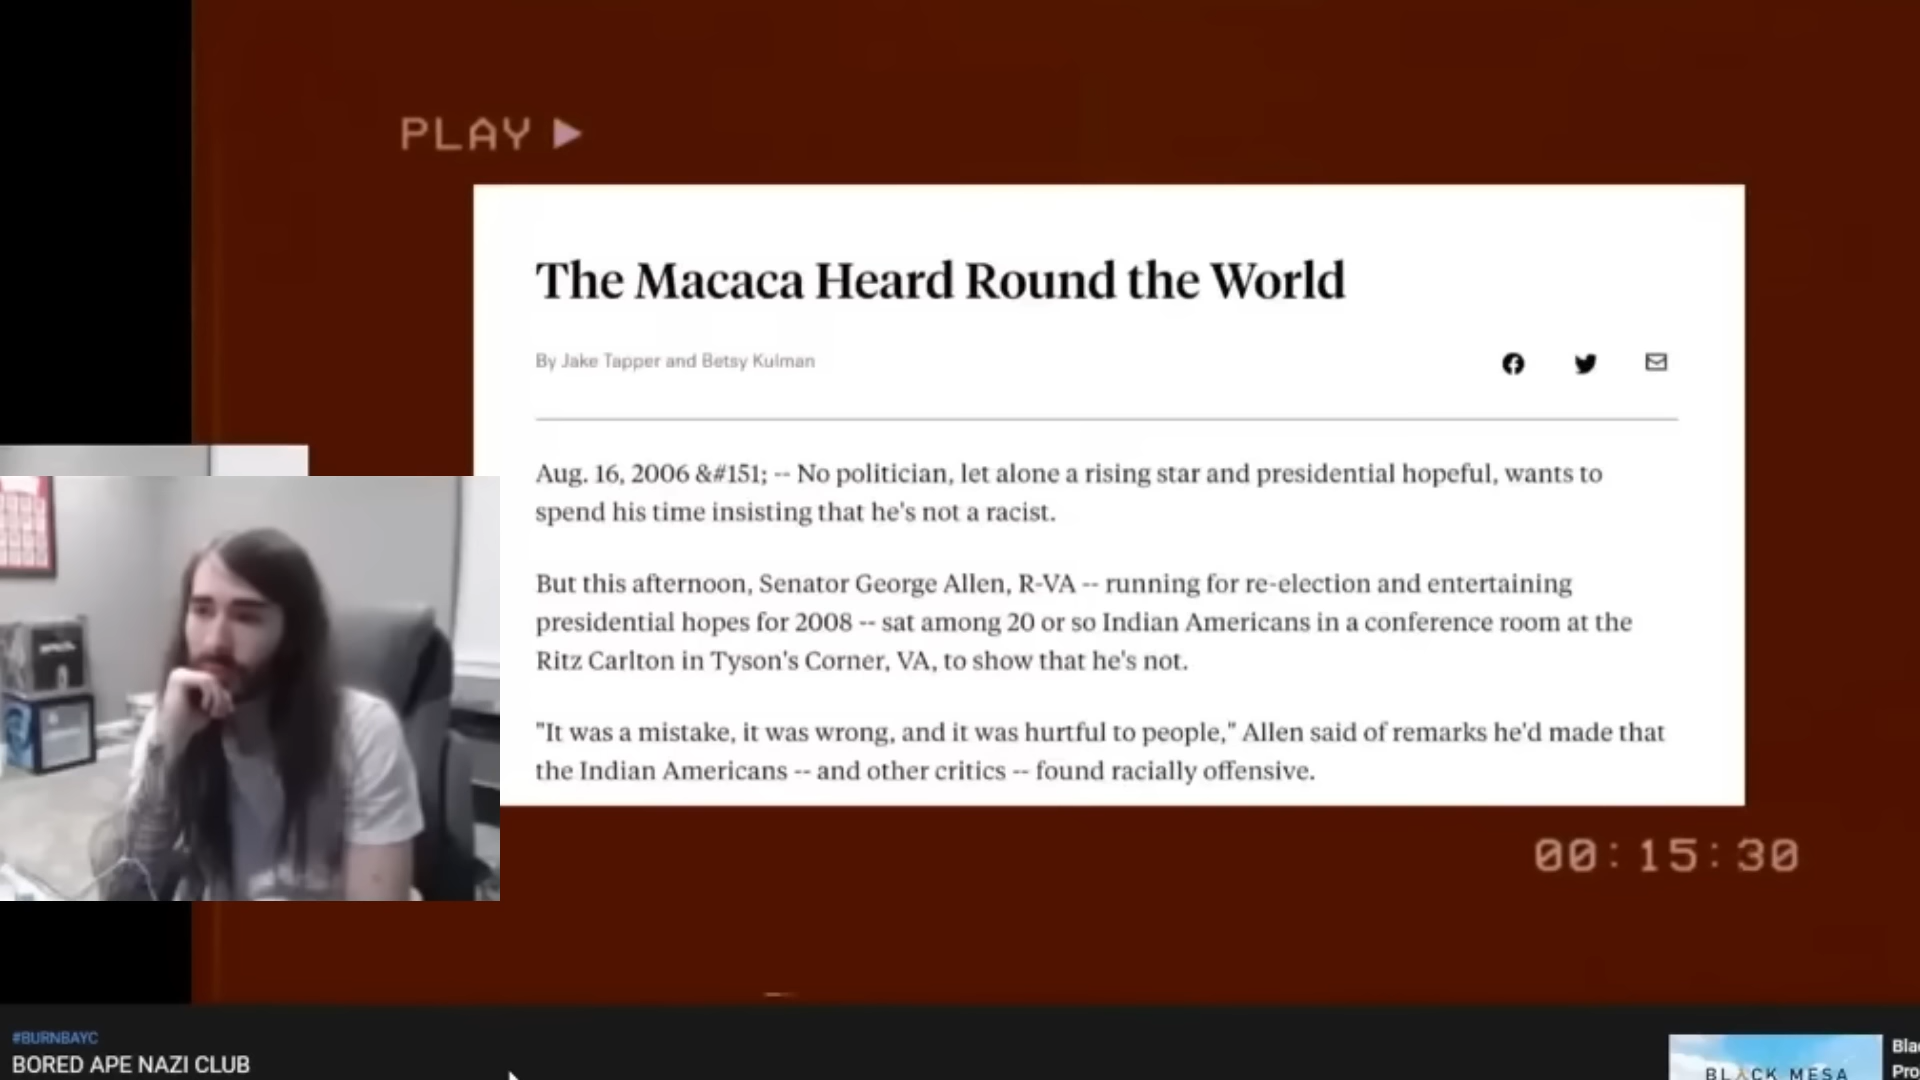 PLAY
The Macaca Heard Round the World
By Jake Tapper and Betsy Kulman
Aug. 16, 2006 &#151; -- No politician, let alone a rising star and presidential hopeful, wants to
spend his time insisting that he's not a racist.
But this afternoon, Senator George Allen, R-VA -- running for re-election and entertaining
presidential hopes for 2008 -- sat among 20 or so Indian Americans in a conference room at the
Ritz Carlton in Tyson's Corner, VA, to show that he's not.
"It was a mistake, it was wrong, and it was hurtful to people," Allen said of remarks he'd made that
the Indian Americans -- and other critics -- found racially offensive.
00:15:30
#BURNBAYC
BORED APE NAZI CLUB
BLACK MESA